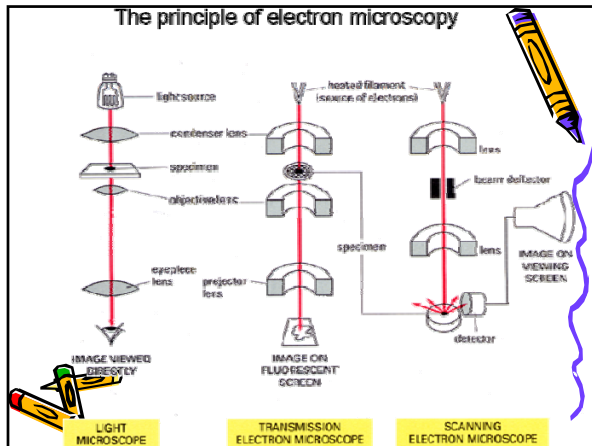 The principle of electron microscopy
light source
condenser lens
specimen
objective lens
eyepiece
lens
IMAGE VIEWED
DIRECTLY
LIGHT
MICROSCOPE
heated filament
(source of electrons)
specimen
projector
lens
IMAGE ON
FLUORESCENT
SCREEN
TRANSMISSION
ELECTRON MICROSCOPE
lens
beam deflector
lens
IMAGE ON
VIEWING
SCREEN
detector
SCANNING
ELECTRON MICROSCOPE